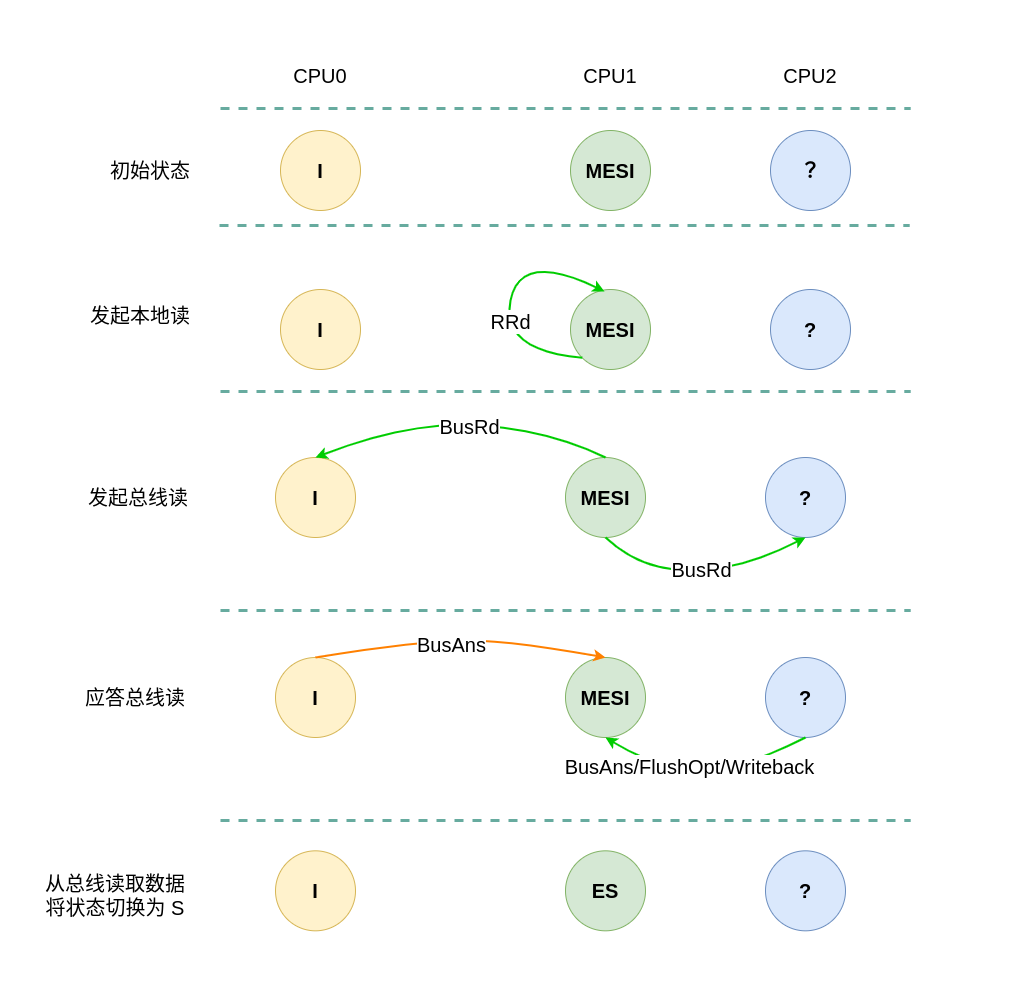 CPU0
CPU1
CPU2
初始状态
I
MESI
?
发起本地读
I
RRd
MESI
?
BusRd
发起总线读
I
MESI
?
BusRd
BusAns
应答总线读
I
MESI
?
BusAns/FlushOpt/Writeback
从总线读取数据
将状态切换为 S
I
ES
?